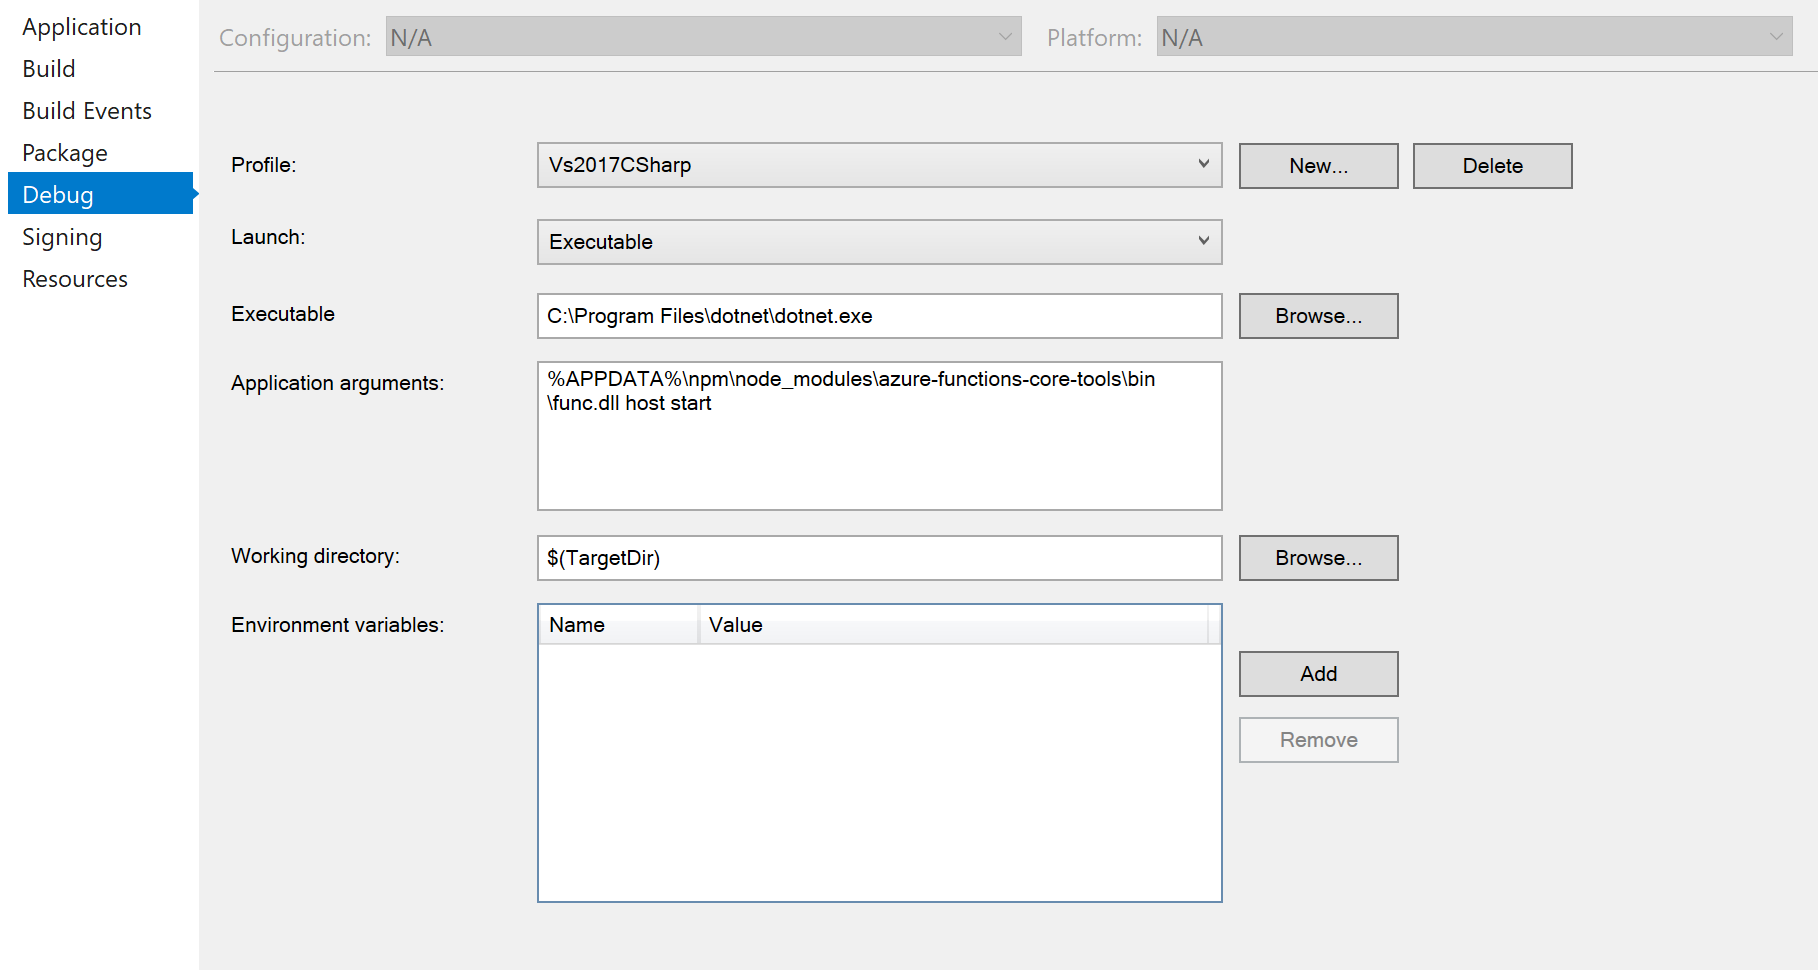 Application
Build
Build Events
Package
Debug
Signing
Resources
Configuration: N/A Platform: N/A
Profile: Vs2017CSharp New... Delete
Launch: Executable
Executable C:\Program Files\dotnet\dotnet.exe Browse...
Application arguments: %APPDATA%\npm\node_modules\azure-functions-core-tools\bin
\func.dll host start
Working directory: $(TargetDir) Browse...
Environment variables: Name Value
Add
Remove